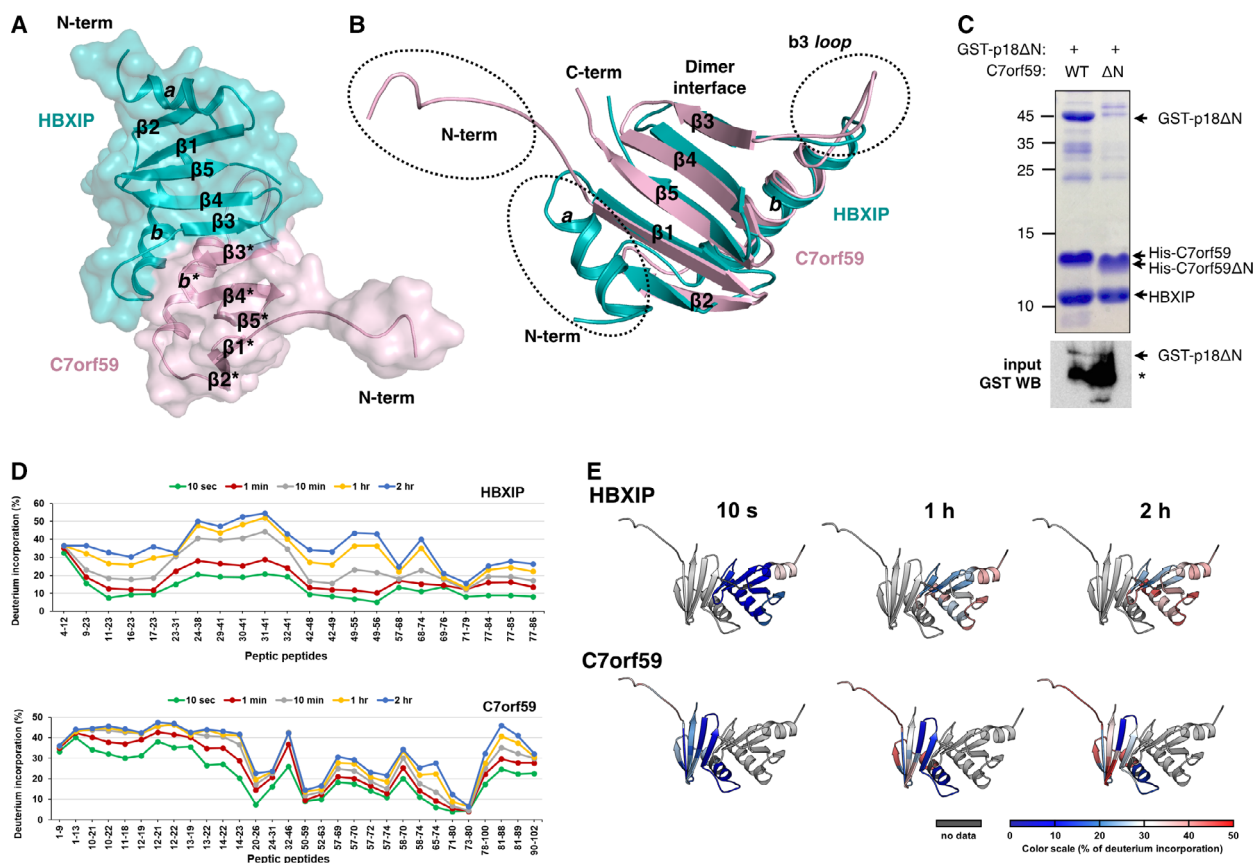 A
N-term
a
β2
HBXIP
β1
β5
β4
β3
b
β3*
b*
β4*
β5*
C7orf59
β1*
β2*
N-term
B
b3 loop
C-term
Dimer
interface
N-term
β3
β4
a
β5
b
HBXIP
β1
C7orf59
β2
N-term
C
GST-p18ΔN: + +
C7orf59: WT ΔN
45
GST-p18ΔN
35
25
15
His-C7orf59
His-C7orf59ΔN
HBXIP
10
GST-p18ΔN
input
GST WB
*
D
10 sec 1 min 10 min 1 hr 2 hr
HBXIP
Deuterium incorporation (%)
60
50
40
30
20
10
0
4-12 9-23 11-23 16-23 17-23 23-31 24-38 29-41 30-41 31-41 32-41 42-48 42-49 49-55 49-56 57-68 68-74 69-76 71-79 77-84 77-85 77-86
Peptic peptides
10 sec 1 min 10 min 1 hr 2 hr
C7orf59
Deuterium incorporation (%)
50
40
30
20
10
0
1-9 1-13 10-21 10-22 11-18 12-19 12-21 12-22 13-19 13-22 14-22 14-23 20-26 24-31 32-46 50-59 52-63 57-69 57-70 57-72 57-74 58-70 58-74 65-74 71-80 73-80 78-100 81-88 81-89 90-102
Peptic peptides
E
HBXIP
10 s 1 h 2 h
C7orf59
no data
0 10 20 30 40 50
Color scale (% of deuterium incorporation)